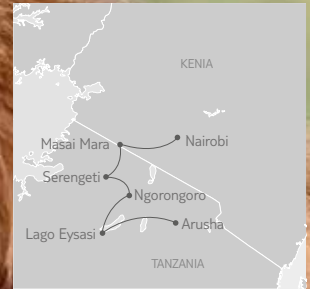 KENIA
Masai Mara
Nairobi
Serengeti
Ngorongoro
Lago Eysasi
Arusha
TANZANIA